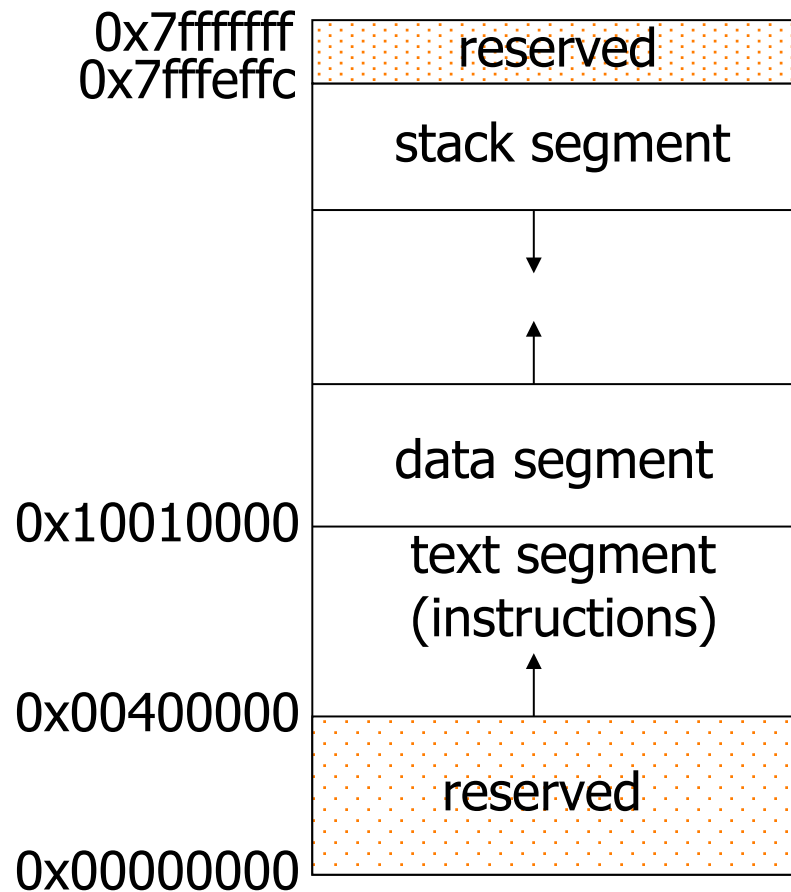 0x7fffffff
reserved
0x7fffeffc
stack segment
data segment
0x10010000
text segment
(instructions)
0x00400000
reserved
0x00000000